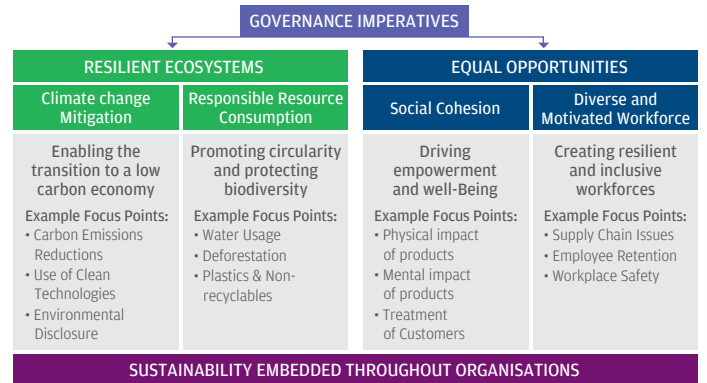 GOVERNANCE IMPERATIVES
RESILIENT ECOSYSTEMS
Climate change
Mitigation
Enabling the
transition to a low
carbon economy
Example Focus Points:
• Carbon Emissions
Reductions
• Use of Clean
Technologies
• Environmental
Disclosure
Responsible Resource
Consumption
Promoting circularity
and protecting
biodiversity
Example Focus Points:
• Water Usage
• Deforestation
• Plastics & Non-
recyclables
EQUAL OPPORTUNITIES
Social Cohesion
Driving
empowerment
and well-Being
Example Focus Points:
• Physical impact
of products
• Mental impact
of products
• Treatment
of Customers
Diverse and
Motivated Workforce
Creating resilient
and inclusive
workforces
Example Focus Points:
• Supply Chain Issues
• Employee Retention
• Workplace Safety
SUSTAINABILITY EMBEDDED THROUGHOUT ORGANISATIONS